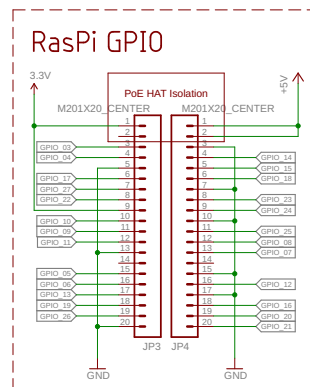 RasPi GPIO
3.3V
+5V
PoE HAT Isolation
M201X20_CENTER M201X20_CENTER
1 1
2 2
GPIO_03 3 3
GPIO_04 4 4 GPIO_14
5 5 GPIO_15
GPIO_17 6 6 GPIO_18
GPIO_27 7 7
GPIO_22 8 8 GPIO_23
9 9 GPIO_24
GPIO_10 10 10
GPIO_09 11 11 GPIO_25
GPIO_11 12 12 GPIO_08
13 13 GPIO_07
14 14
GPIO_05 15 15
GPIO_06 16 16 GPIO_12
GPIO_13 17 17
GPIO_19 18 18 GPIO_16
GPIO_26 19 19 GPIO_20
20 20 GPIO_21
JP3 JP4
GND GND